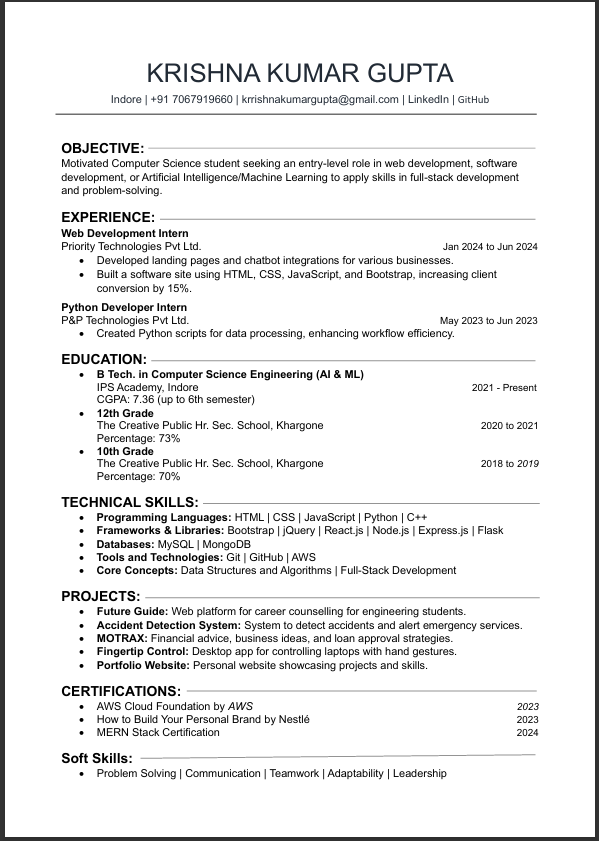 KRISHNA KUMAR GUPTA
Indore | +91 7067919660 | krrishnakumargupta@gmail.com | LinkedIn | GitHub
OBJECTIVE:
Motivated Computer Science student seeking an entry-level role in web development, software
development, or Artificial Intelligence/Machine Learning to apply skills in full-stack development
and problem-solving.
EXPERIENCE:
Web Development Intern
Priority Technologies Pvt Ltd. Jan 2024 to Jun 2024
• Developed landing pages and chatbot integrations for various businesses.
• Built a software site using HTML, CSS, JavaScript, and Bootstrap, increasing client
conversion by 15%.
Python Developer Intern
P&P Technologies Pvt Ltd. May 2023 to Jun 2023
• Created Python scripts for data processing, enhancing workflow efficiency.
EDUCATION:
• B Tech. in Computer Science Engineering (AI & ML)
IPS Academy, Indore 2021 - Present
CGPA: 7.36 (up to 6th semester)
• 12th Grade
The Creative Public Hr. Sec. School, Khargone 2020 to 2021
Percentage: 73%
• 10th Grade
The Creative Public Hr. Sec. School, Khargone 2018 to 2019
Percentage: 70%
TECHNICAL SKILLS:
• Programming Languages: HTML | CSS | JavaScript | Python | C++
• Frameworks & Libraries: Bootstrap | jQuery | React.js | Node.js | Express.js | Flask
• Databases: MySQL | MongoDB
• Tools and Technologies: Git | GitHub | AWS
• Core Concepts: Data Structures and Algorithms | Full-Stack Development
PROJECTS:
• Future Guide: Web platform for career counselling for engineering students.
• Accident Detection System: System to detect accidents and alert emergency services.
• MOTRAX: Financial advice, business ideas, and loan approval strategies.
• Fingertip Control: Desktop app for controlling laptops with hand gestures.
• Portfolio Website: Personal website showcasing projects and skills.
CERTIFICATIONS:
• AWS Cloud Foundation by AWS 2023
• How to Build Your Personal Brand by Nestlé 2023
• MERN Stack Certification 2024
Soft Skills:
• Problem Solving | Communication | Teamwork | Adaptability | Leadership